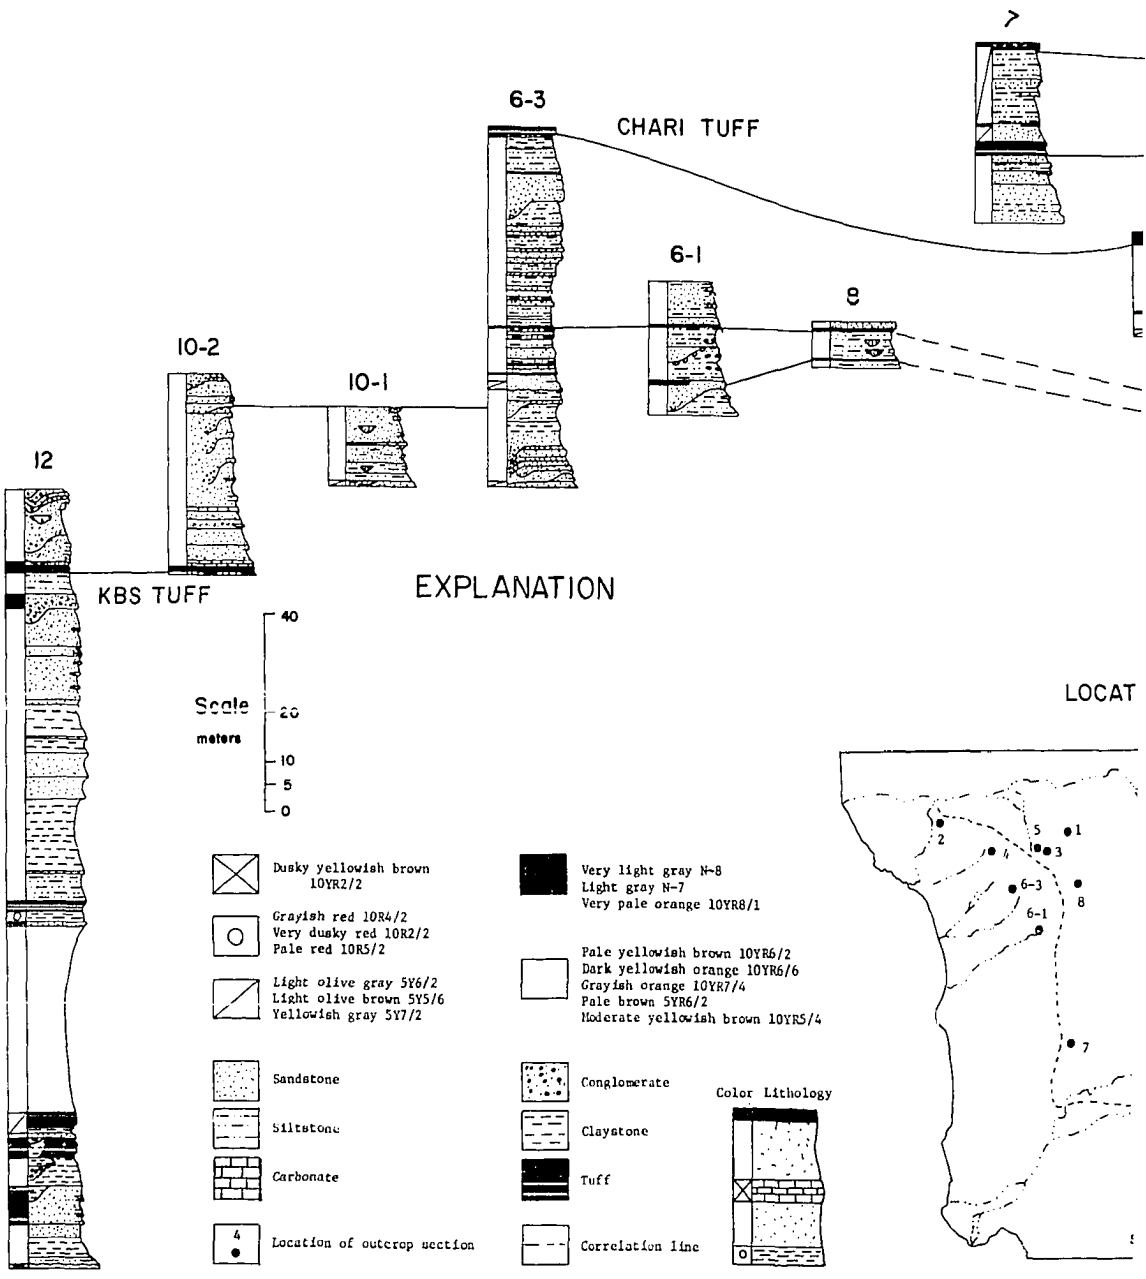 7
6-3
CHARI TUFF
6-1
8
10-2
10-1
12
KBS TUFF
EXPLANATION
40
Scale
20
meters
10
5
0
LOCAT
Dusky yellowish brown
10YR2/2
Grayish red 10R4/2
Very dusky red 10R2/2
Pale red 10R5/2
Light olive gray 5Y6/2
Light olive brown 5Y5/6
Yellowish gray 5Y7/2
Sandstone
Siltstone
Carbonate
4
Location of outcrop section
Very light gray N-8
Light gray N-7
Very pale orange 10YR8/1
Pale yellowish brown 10YR6/2
Dark yellowish orange 10YR6/6
Grayish orange 10YR7/4
Pale brown 5YR6/2
Moderate yellowish brown 10YR5/4
Conglomerate
Claystone
Tuff
Correlation line
Color Lithology
2
5
1
4
3
6-3
8
6-1
7